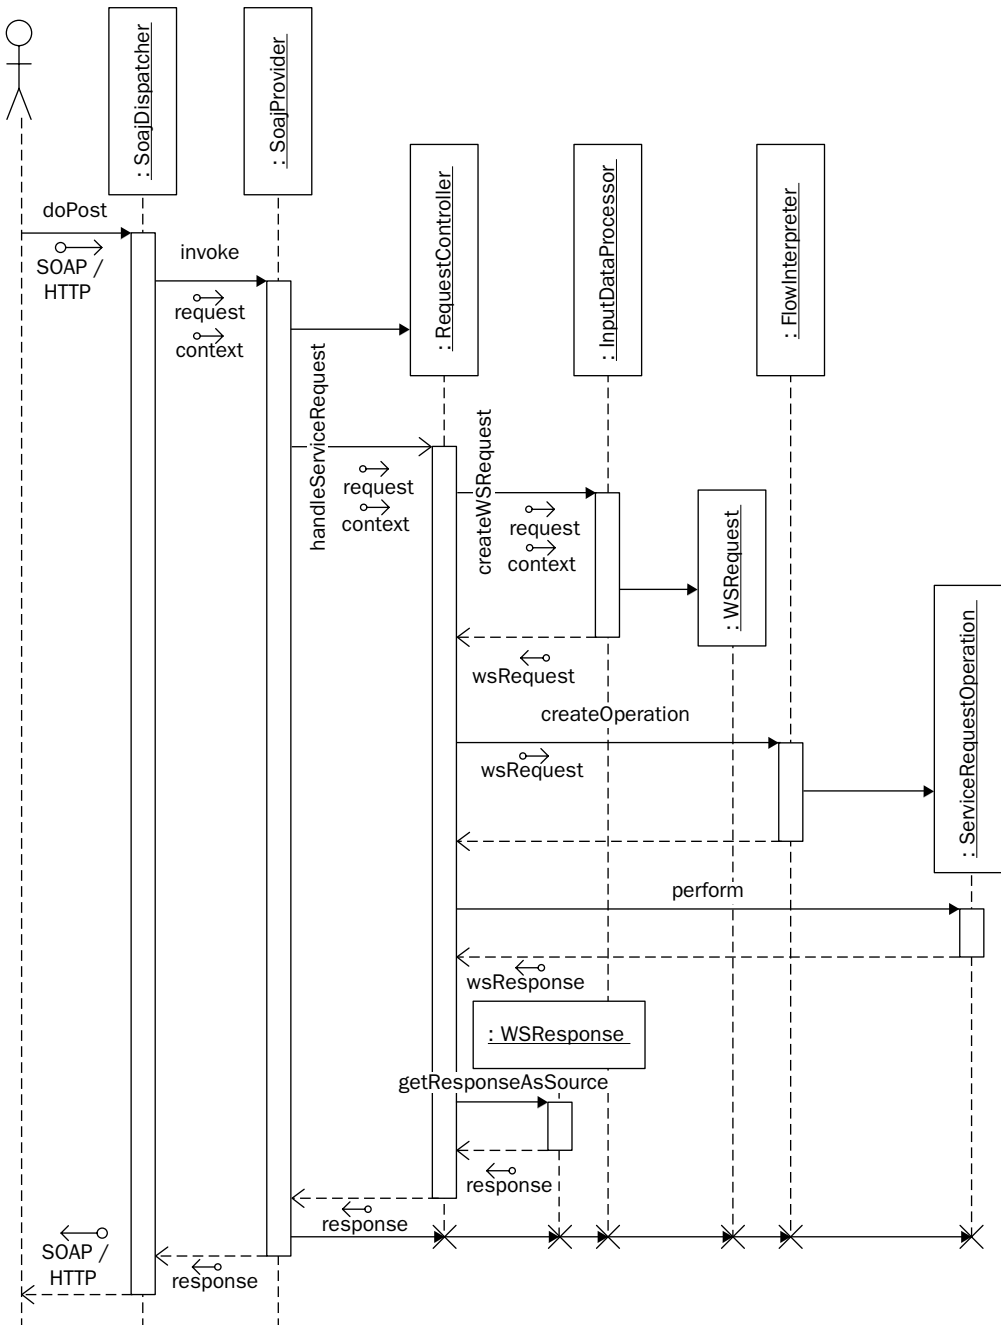 : SoajDispatcher
: SoajProvider
: RequestController
: InputDataProcessor
: FlowInterpreter
doPost
SOAP /
HTTP
invoke
request
context
handleServiceRequest
request
context
createWSRequest
request
context
: WSRequest
wsRequest
: ServiceRequestOperation
createOperation
wsRequest
perform
wsResponse
: WSResponse
getResponseAsSource
response
response
SOAP /
HTTP
response